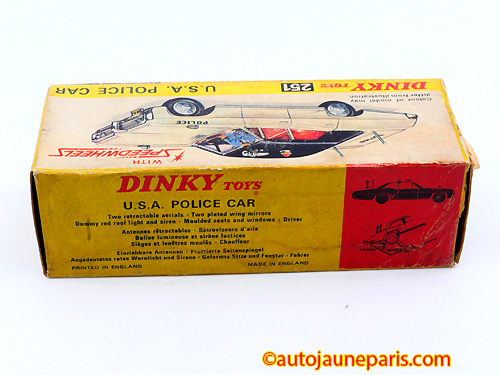 U.S.A. POLICE CAR
251
DINKY TOYS
Colour of model may
differ from illustration
POLICE
WITH
SPEEDWHEELS
DINKY TOYS
U.S.A. POLICE CAR
Two retractable aerials - Two plated wing mirrors
Dummy red roof light and siren - Moulded seats and windows - Driver
Antennes rétractables - Rétroviseurs d'aile
Balise lumineuse et sirène factices
Sièges et fenêtres moulés - Chauffeur
Einziehbare Antennen - Plattierte Seitenspiegel
Angedeutetes rotes Warnlicht und Sirene - Geformte Sitze und Fenster - Fahrer
PRINTED IN ENGLAND
MADE IN ENGLAND
©autojauneparis.com